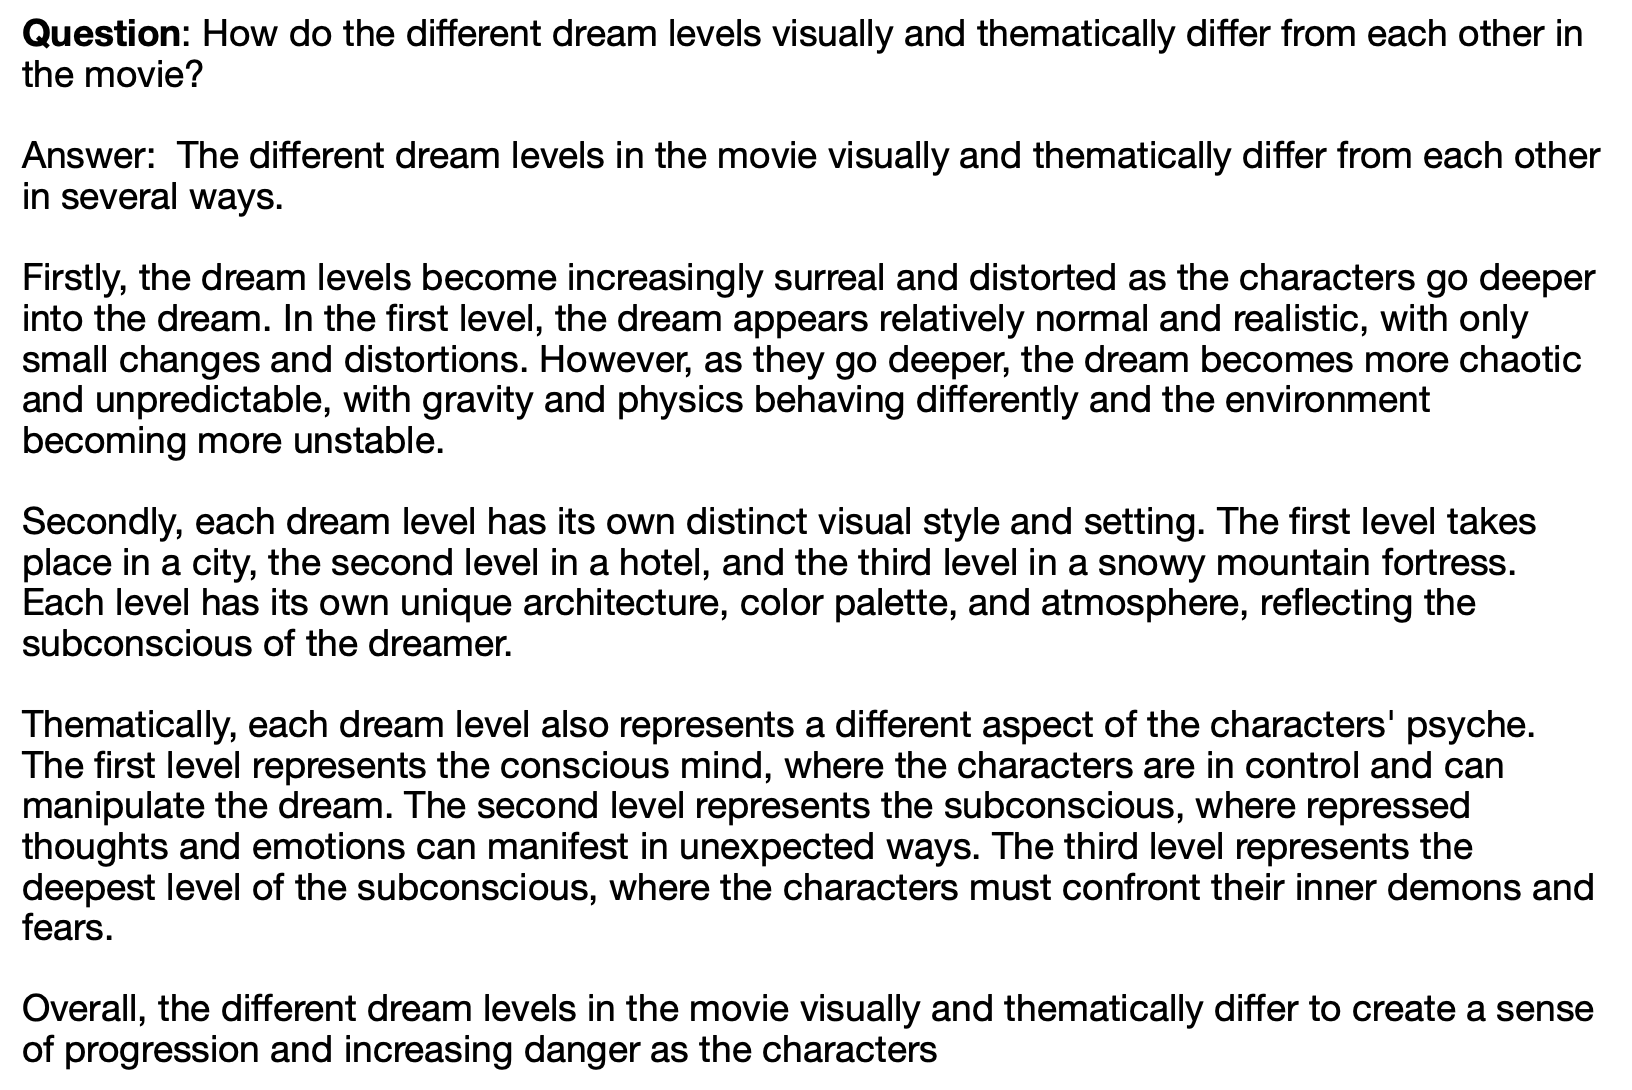 Question: How do the different dream levels visually and thematically differ from each other in
the movie?
Answer:  The different dream levels in the movie visually and thematically differ from each other
in several ways.
Firstly, the dream levels become increasingly surreal and distorted as the characters go deeper
into the dream. In the first level, the dream appears relatively normal and realistic, with only
small changes and distortions. However, as they go deeper, the dream becomes more chaotic
and unpredictable, with gravity and physics behaving differently and the environment
becoming more unstable.
Secondly, each dream level has its own distinct visual style and setting. The first level takes
place in a city, the second level in a hotel, and the third level in a snowy mountain fortress.
Each level has its own unique architecture, color palette, and atmosphere, reflecting the
subconscious of the dreamer.
Thematically, each dream level also represents a different aspect of the characters' psyche.
The first level represents the conscious mind, where the characters are in control and can
manipulate the dream. The second level represents the subconscious, where repressed
thoughts and emotions can manifest in unexpected ways. The third level represents the
deepest level of the subconscious, where the characters must confront their inner demons and
fears.
Overall, the different dream levels in the movie visually and thematically differ to create a sense
of progression and increasing danger as the characters